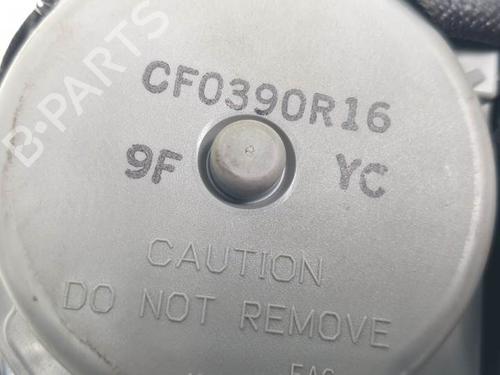 B-PARTS
CF0390R16
9F YC
CAUTION
DO NOT REMOVE